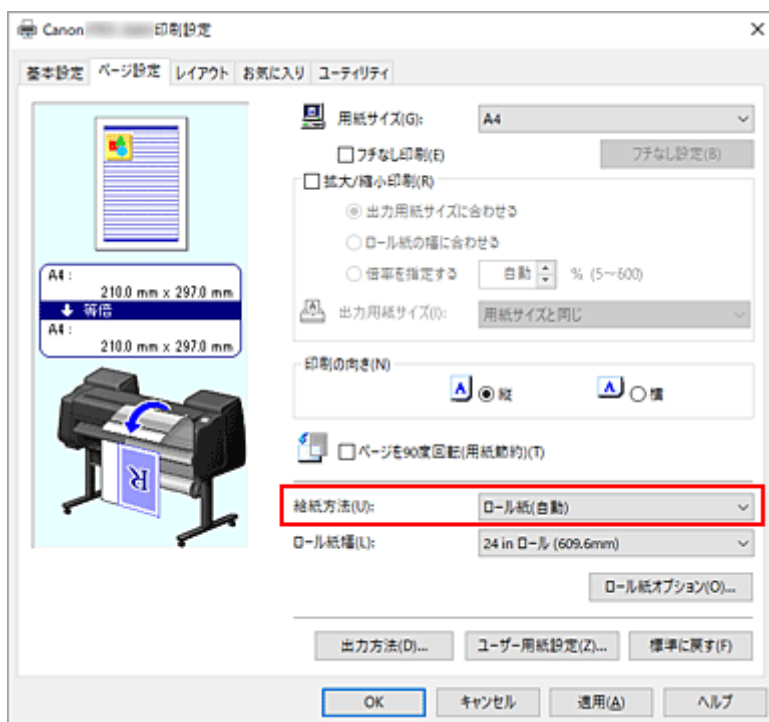 Canon 印刷設定
基本設定 ページ設定 レイアウト お気に入り ユーティリティ
用紙サイズ(G): A4
フチなし印刷(E) フチなし設定(B)
拡大/縮小印刷(R)
出力用紙サイズに合わせる
ロール紙の幅に合わせる
倍率を指定する 自動 % (5～600)
出力用紙サイズ(I): 用紙サイズと同じ
A4 :
210.0 mm x 297.0 mm
等倍
A4 :
210.0 mm x 297.0 mm
印刷の向き(N)
A 縦 A 横
R
ページを90度回転(用紙節約)(T)
給紙方法(U): ロール紙(自動)
ロール紙幅(L): 24 in ロール (609.6mm)
ロール紙オプション(O)...
出力方法(D)... ユーザー用紙設定(Z)... 標準に戻す(F)
OK キャンセル 適用(A) ヘルプ